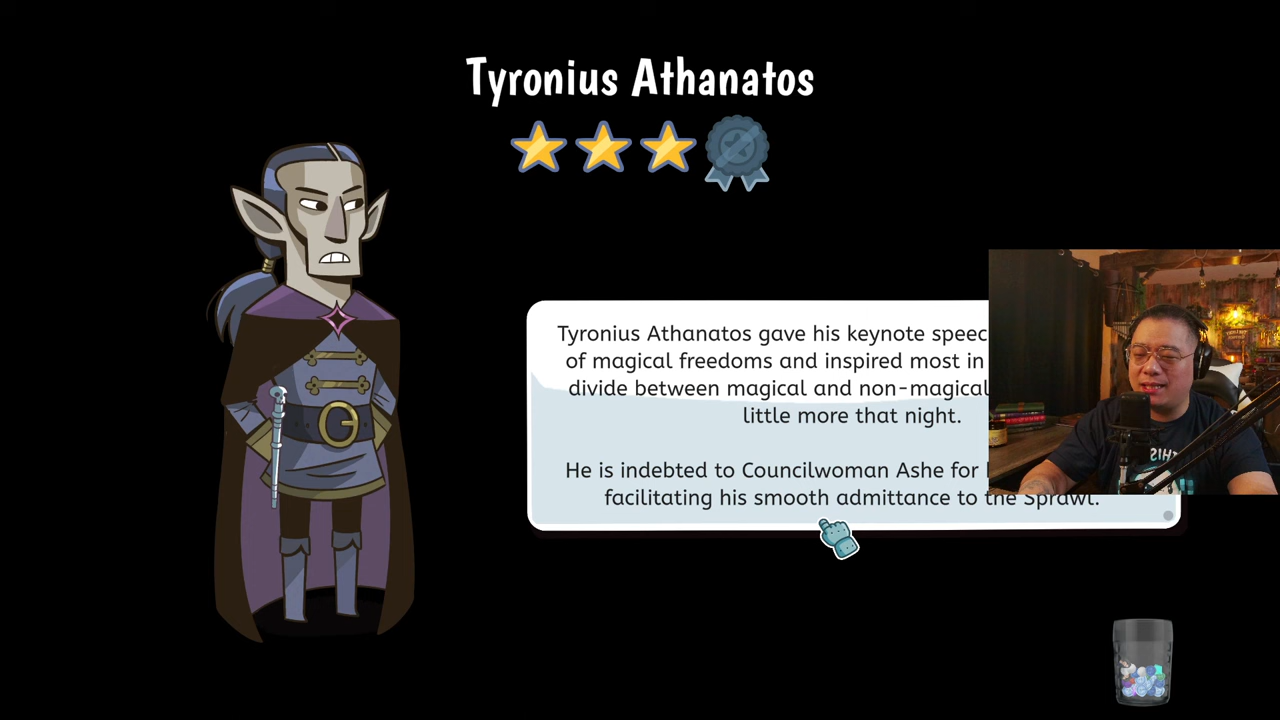 Tyronius Athanatos
Tyronius Athanatos gave his keynote speec
of magical freedoms and inspired most in
divide between magical and non-magical
little more that night.
He is indebted to Councilwoman Ashe for
facilitating his smooth admittance to the Sprawl.
THIS